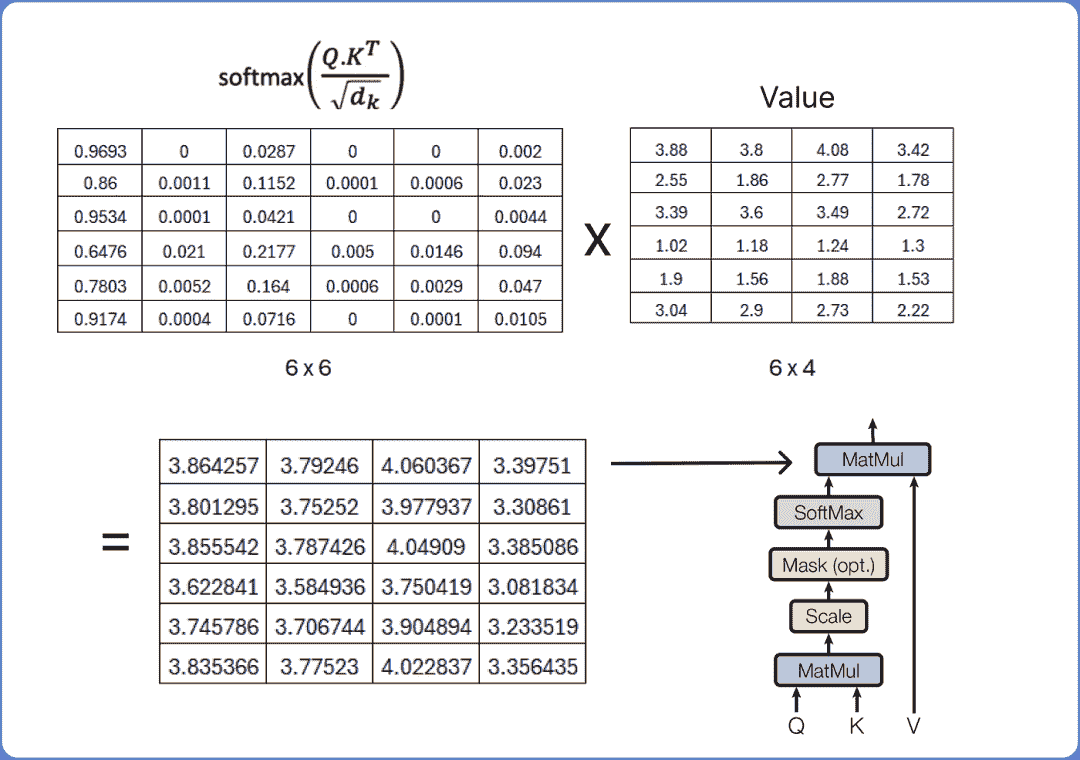 softmax(Q.K^T / √d_k)
Value
0.9693 0 0.0287 0 0 0.002
0.86 0.0011 0.1152 0.0001 0.0006 0.023
0.9534 0.0001 0.0421 0 0 0.0044
0.6476 0.021 0.2177 0.005 0.0146 0.094
0.7803 0.0052 0.164 0.0006 0.0029 0.047
0.9174 0.0004 0.0716 0 0.0001 0.0105
6 x 6
X
3.88 3.8 4.08 3.42
2.55 1.86 2.77 1.78
3.39 3.6 3.49 2.72
1.02 1.18 1.24 1.3
1.9 1.56 1.88 1.53
3.04 2.9 2.73 2.22
6 x 4
=
3.864257 3.79246 4.060367 3.39751
3.801295 3.75252 3.977937 3.30861
3.855542 3.787426 4.04909 3.385086
3.622841 3.584936 3.750419 3.081834
3.745786 3.706744 3.904894 3.233519
3.835366 3.77523 4.022837 3.356435
MatMul
SoftMax
Mask (opt.)
Scale
MatMul
Q K V